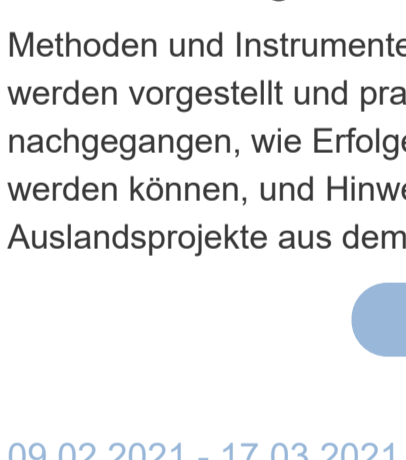 Methoden und Instrumente
werden vorgestellt und pra
nachgegangen, wie Erfolge
werden können, und Hinwe
Auslandsprojekte aus dem
09.02.2021 - 17.03.2021